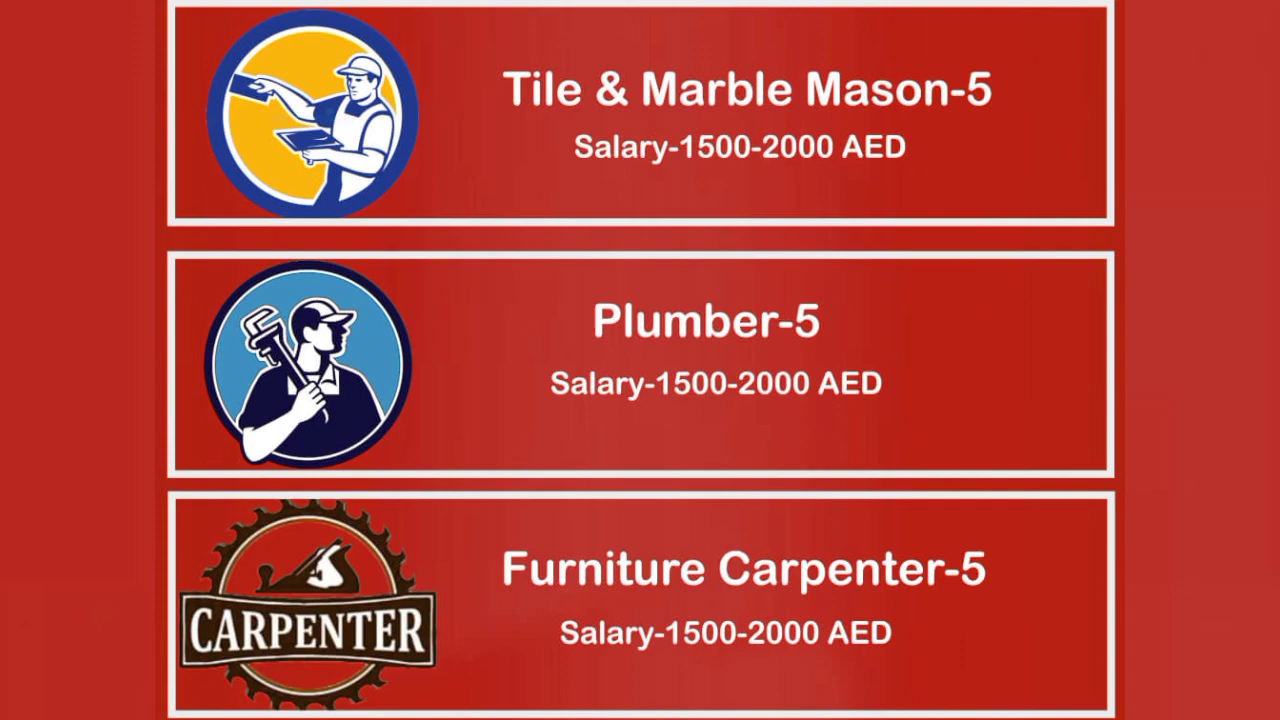 Tile & Marble Mason-5
Salary-1500-2000 AED
Plumber-5
Salary-1500-2000 AED
Furniture Carpenter-5
CARPENTER
Salary-1500-2000 AED